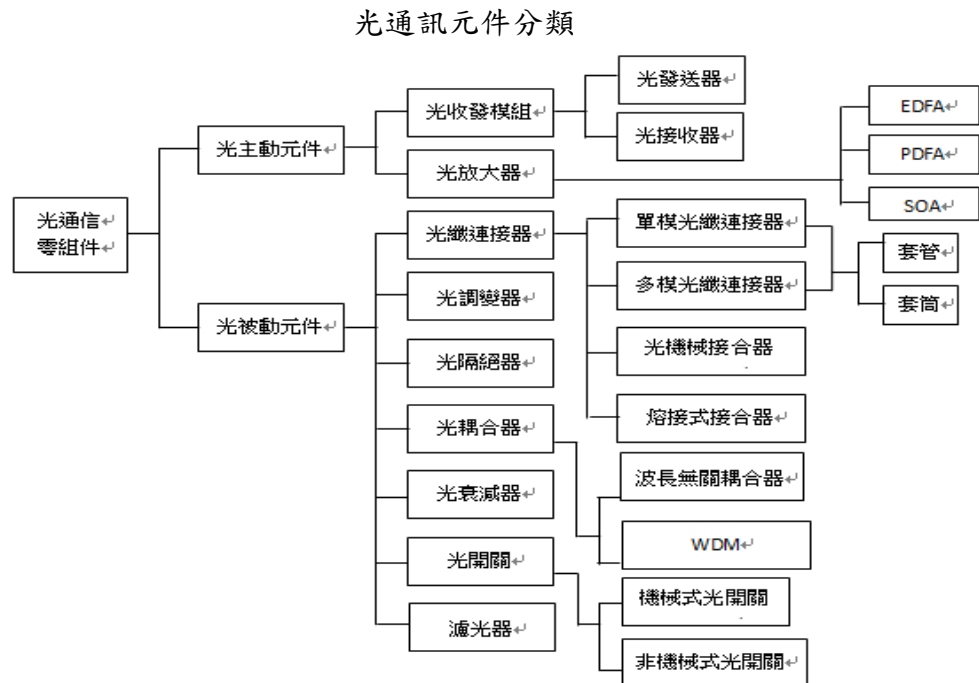 光通訊元件分類
光通信
零組件
光主動元件
光收發模組
光發送器
光接收器
光放大器
EDFA
PDFA
SOA
光被動元件
光纖連接器
單模光纖連接器
多模光纖連接器
套管
套筒
光機械接合器
熔接式接合器
光調變器
光隔絕器
光耦合器
波長無關耦合器
WDM
光衰減器
光開關
機械式光開關
非機械式光開關
濾光器